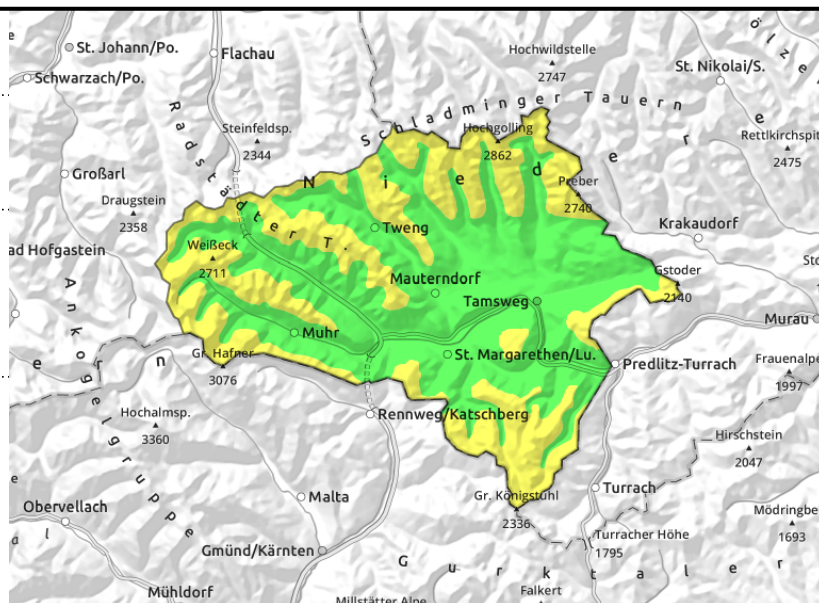 St. Johann/Po.
Flachau
Hochwildstelle
2747
St. Nikolai/S.
Schwarzach/Po.
Schladminger Tauern
Radstädter T.
Steinfeldsp.
2344
Hochgolling
2862
Rettlkirchspit
2475
Großarl
Draugstein
2358
Nieder
Preber
2740
Krakaudorf
Tweng
ad Hofgastein
Weißeck
2711
Mauterndorf
Gstoder
2140
Tamsweg
Murau
Ankogelgruppe
Muhr
St. Margarethen/Lu.
Predlitz-Turrach
Gr. Hafner
3076
Frauenalpe
1997
Rennweg/Katschberg
Hochalmsp.
3360
Hirschstein
2047
Malta
Gr. Königstuhl
2336
Turrach
Obervellach
Mödringbe
1693
Turracher Höhe
1795
Gmünd/Kärnten
Gurktaler
Mühldorf
Millstätter Alpe
Falkert